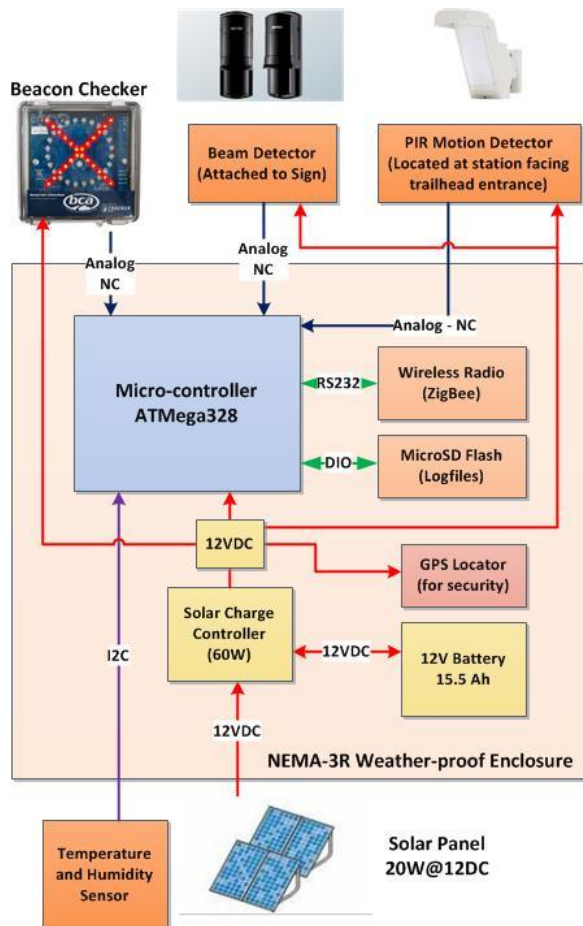 Beacon Checker
bca
Beam Detector
(Attached to Sign)
PIR Motion Detector
(Located at station facing
trailhead entrance)
Analog
NC
Analog
NC
Analog - NC
Micro-controller
ATMega328
RS232
Wireless Radio
(ZigBee)
DIO
MicroSD Flash
(Logfiles)
12VDC
GPS Locator
(for security)
Solar Charge
Controller
(60W)
12VDC
12V Battery
15.5 Ah
I2C
12VDC
NEMA-3R Weather-proof Enclosure
Temperature
and Humidity
Sensor
Solar Panel
20W@12DC